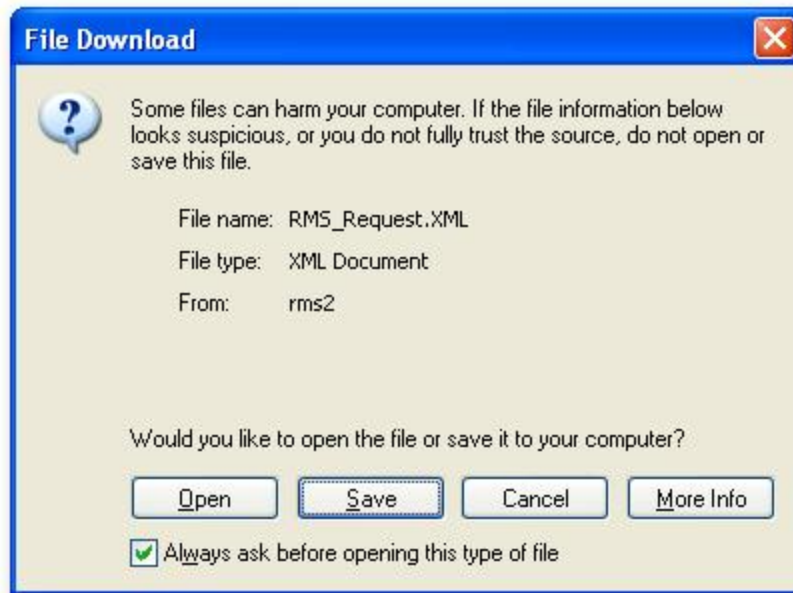 File Download
Some files can harm your computer. If the file information below
looks suspicious, or you do not fully trust the source, do not open or
save this file.
File name: RMS_Request.XML
File type: XML Document
From: rms2
Would you like to open the file or save it to your computer?
Open Save Cancel More Info
Always ask before opening this type of file